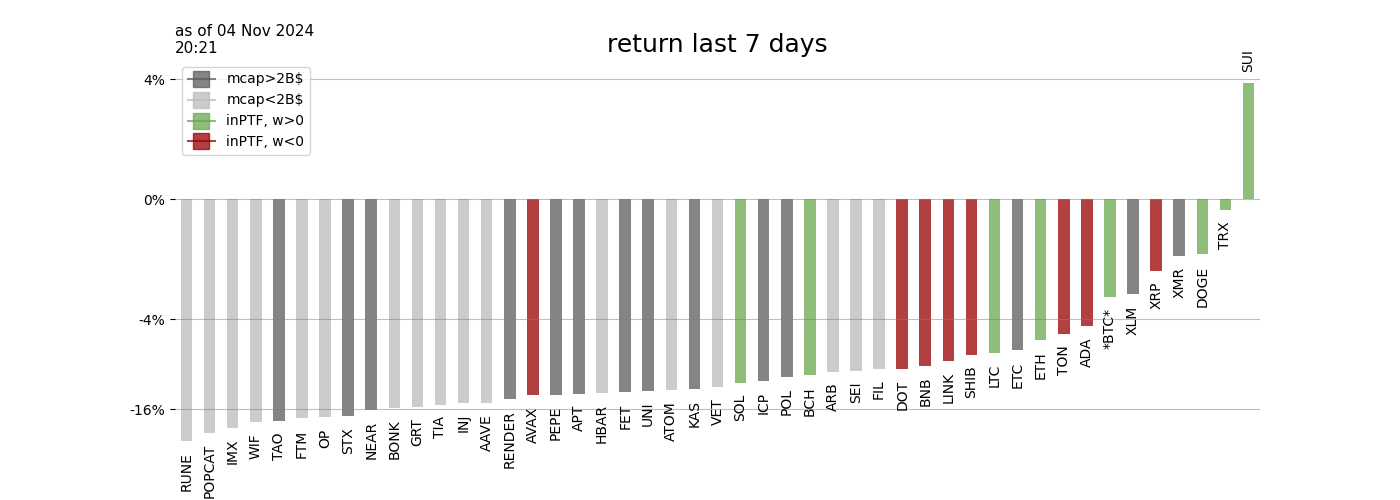 as of 04 Nov 2024
20:21
return last 7 days
mcap>2B$
mcap<2B$
inPTF, w>0
inPTF, w<0
4%
0%
-4%
-16%
RUNE
POPCAT
IMX
WIF
TAO
FTM
OP
STX
NEAR
BONK
GRT
TIA
INJ
AAVE
RENDER
AVAX
PEPE
APT
HBAR
FET
UNI
ATOM
KAS
VET
SOL
ICP
POL
BCH
ARB
SEI
FIL
DOT
BNB
LINK
SHIB
LTC
ETC
ETH
TON
ADA
*BTC*
XLM
XRP
XMR
DOGE
TRX
SUI